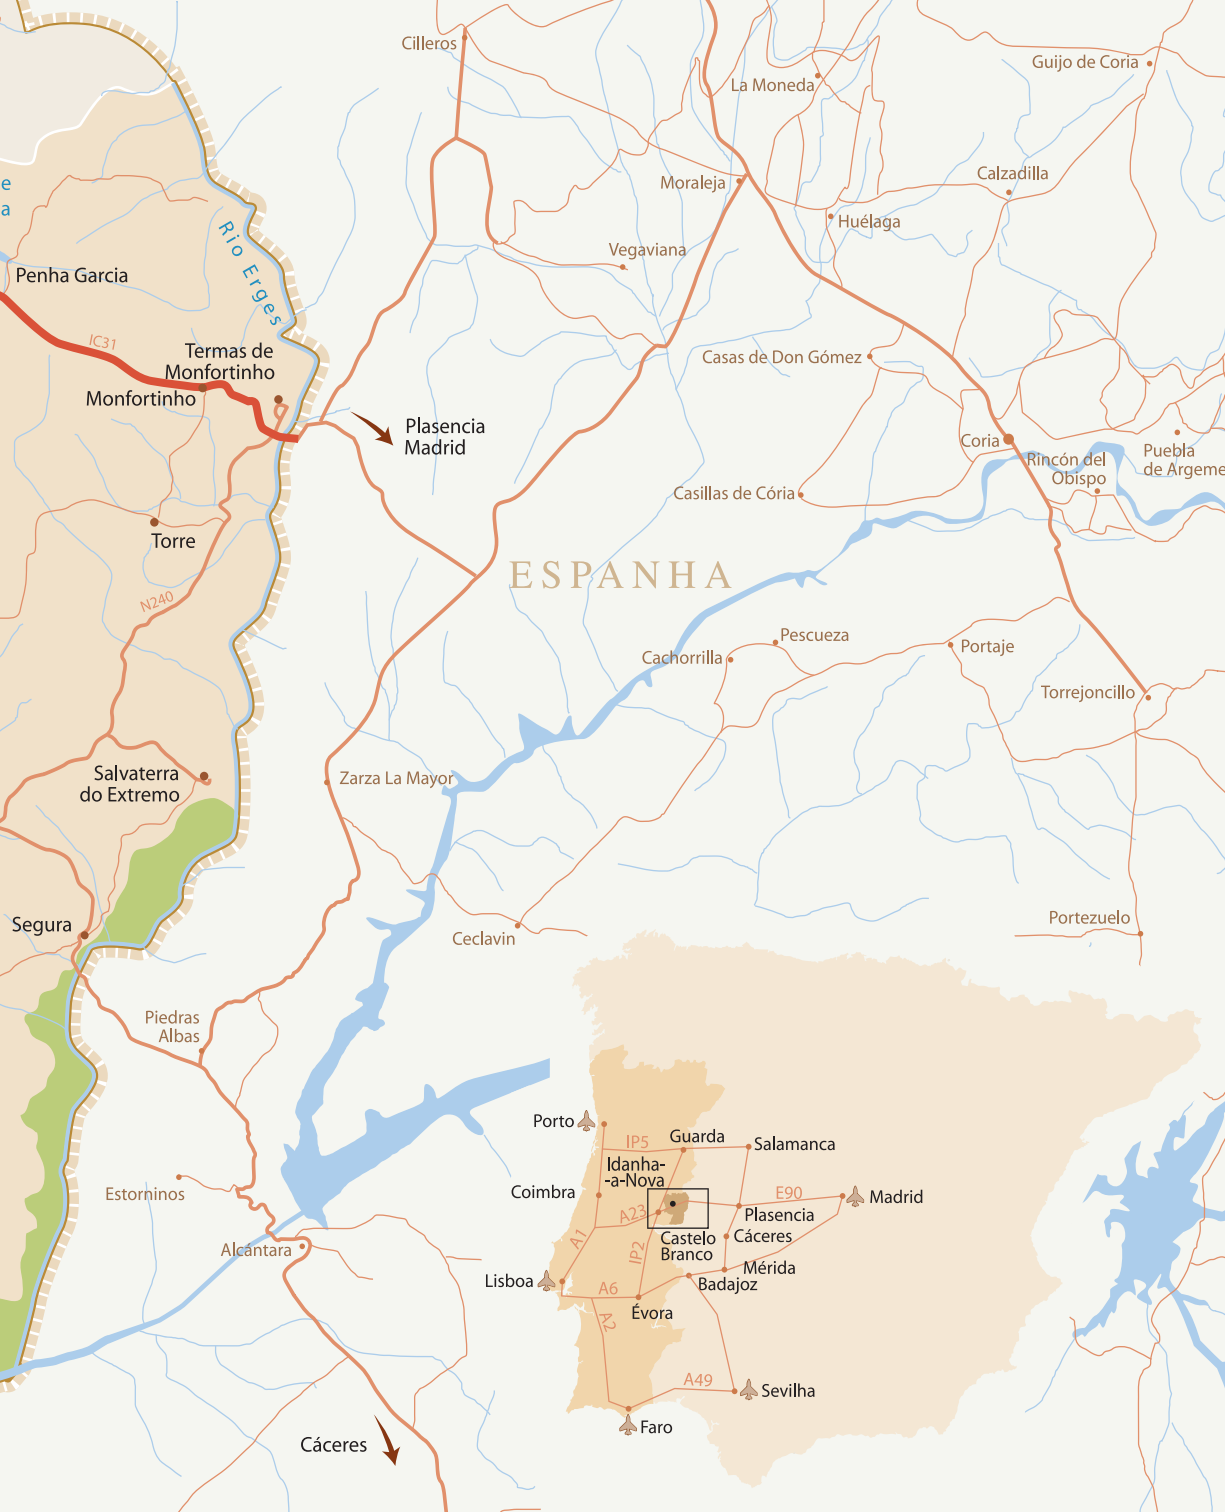 Cilleros
Guijo de Coria
La Moneda
e
a
Moraleja
Calzadilla
Huélaga
Rio Erges
Vegaviana
Penha Garcia
IC31
Termas de
Monfortinho
Monfortinho
Casas de Don Gómez
Plasencia
Madrid
Coria
Rincón del
Obispo
Puebla
de Argeme
Casillas de Cória
Torre
ESPANHA
N240
Pescueza
Cachorrilla
Portaje
Torrejoncillo
Salvaterra
do Extremo
Zarza La Mayor
Segura
Ceclavin
Portezuelo
Piedras
Albas
Porto
IP5
Guarda
Salamanca
Idanha-
-a-Nova
Estorninos
Coimbra
E90
Madrid
A23
Plasencia
A1
IP2
Castelo
Branco
Cáceres
Alcántara
Lisboa
Mérida
Badajoz
A6
Évora
A2
A49
Sevilha
Faro
Cáceres